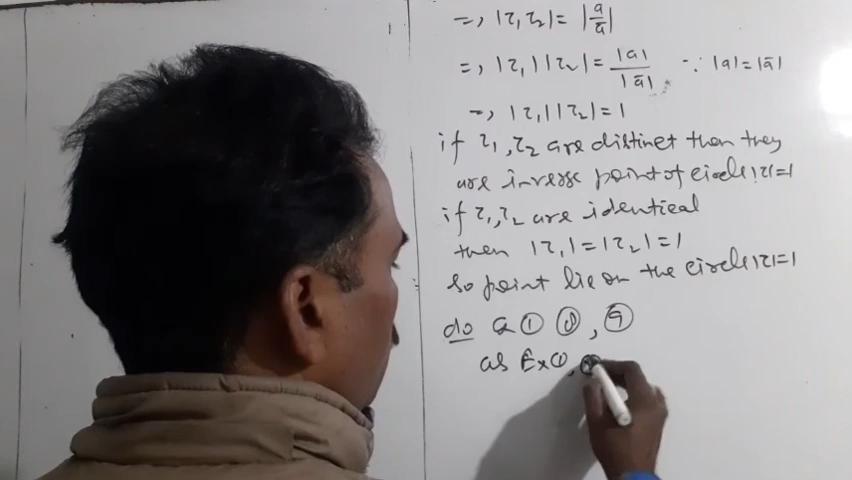 => |z₁z₂| = |a/ā|
=> |z₁||z₂| = |a|/|ā| ∵ |a| = |ā|
=> |z₁||z₂| = 1
if z₁, z₂ are distinct then they
are inverse point of circle |z|=1
if z₁, z₂ are identical
then |z₁| = |z₂| = 1
so point lie on the circle |z|=1
do Q ① ,
as Ex ①,